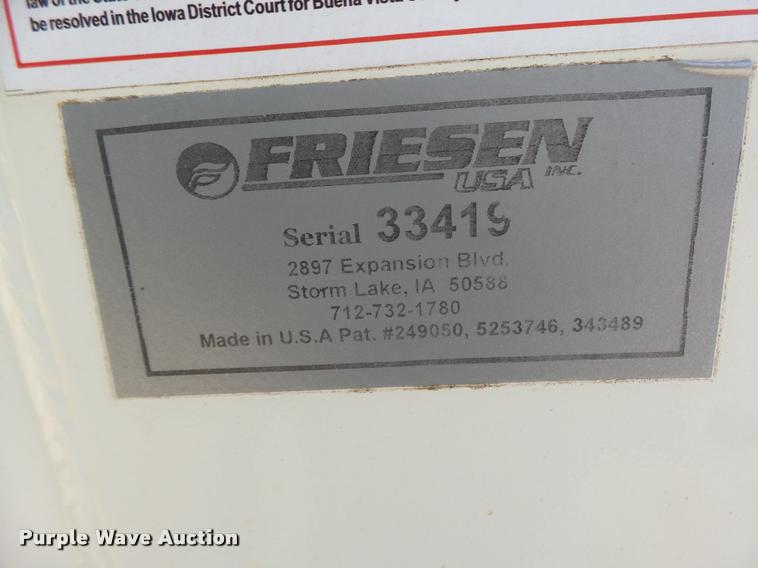 be resolved in the Iowa District Court for Buena Vista
FRIESEN
USA INC.
Serial 33419
2897 Expansion Blvd.
Storm Lake, IA 50588
712-732-1780
Made in U.S.A Pat. #249050, 5253746, 343489
Purple Wave Auction